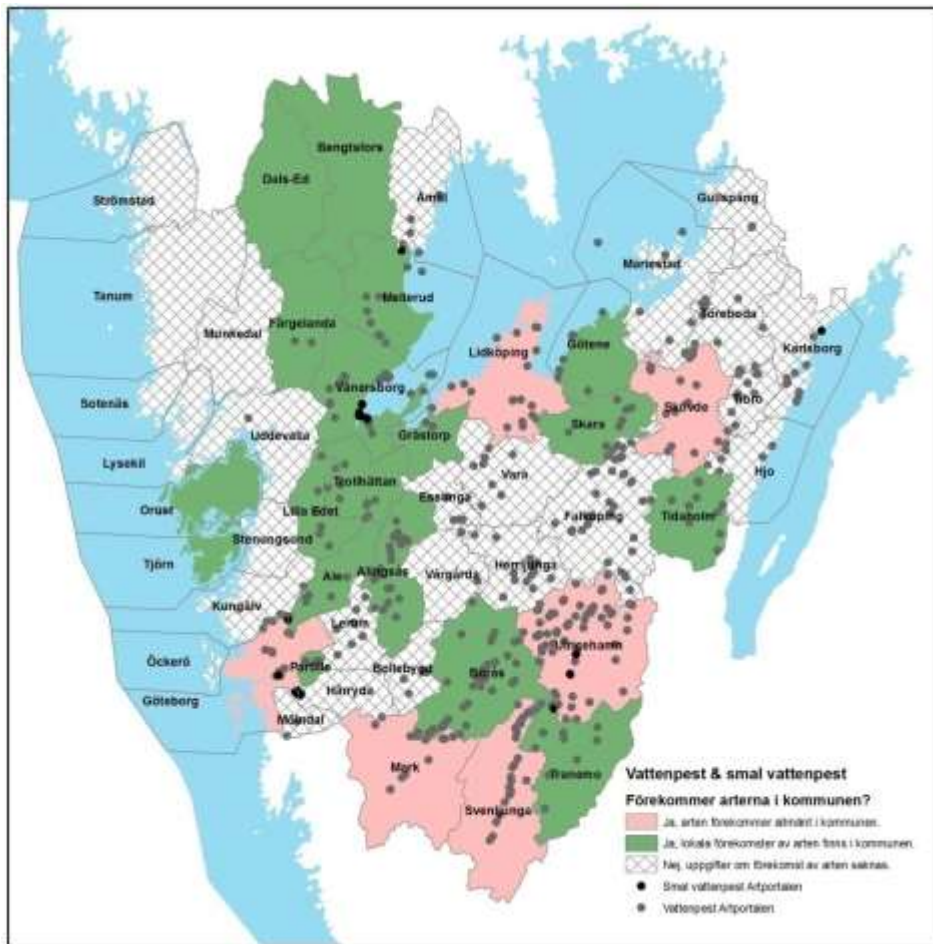 Bengtsfors
Dals-Ed
Strömstad
Åmål
Gullspång
Mariestad
Tanum
Mellerud
Munkedal
Färgelanda
Töreboda
Karlsborg
Lidköping
Götene
Vänersborg
Sotenäs
Skövde
Tibro
Uddevalla
Grästorp
Skara
Lysekil
Vara
Hjo
Trollhättan
Essunga
Orust
Lilla Edet
Falköping
Tidaholm
Stenungsund
Tjörn
Ale
Alingsås
Vårgårda
Herrljunga
Kungälv
Lerum
Ulricehamn
Öckerö
Partille
Bollebygd
Borås
Göteborg
Härryda
Mölndal
Mark
Tranemo
Svenljunga
Vattenpest & smal vattenpest
Förekommer arterna i kommunen?
Ja, arten förekommer allmänt i kommunen.
Ja, lokala förekomster av arten finns i kommunen.
Nej, uppgifter om förekomst av arten saknas.
Smal vattenpest Artportalen
Vattenpest Artportalen